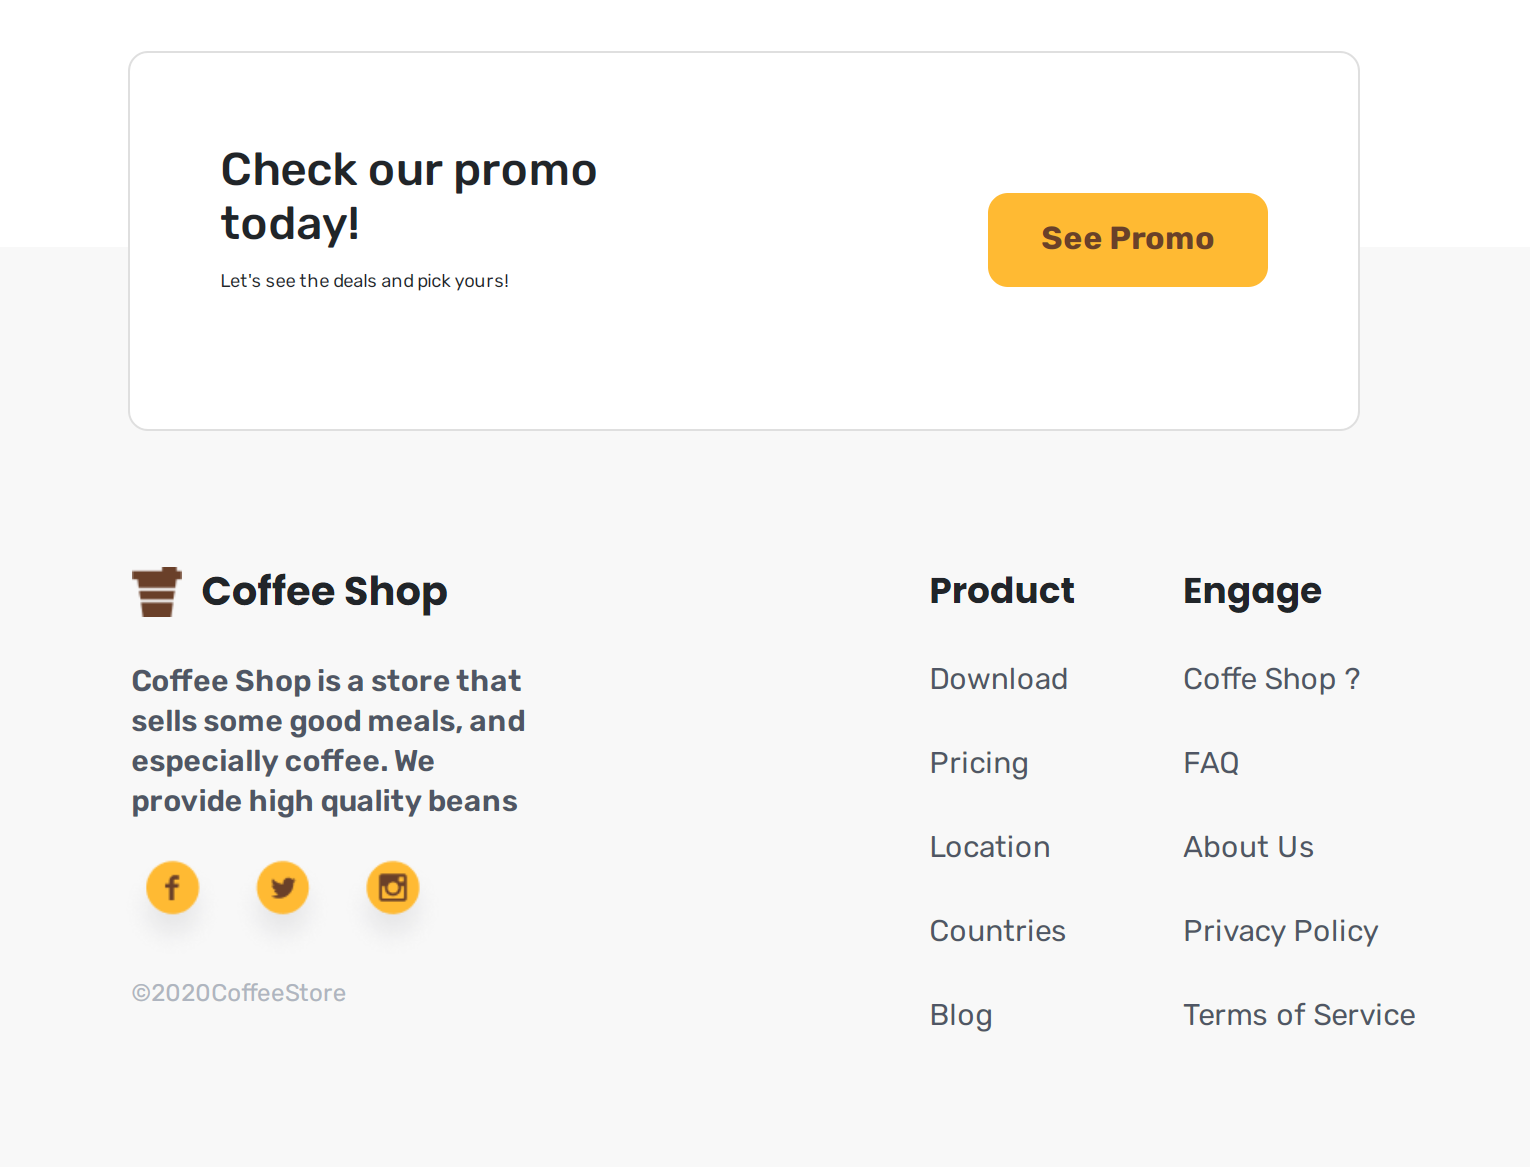 Check our promo
today!
Let's see the deals and pick yours!
See Promo
Coffee Shop
Coffee Shop is a store that
sells some good meals, and
especially coffee. We
provide high quality beans
©2020CoffeeStore
Product
Download
Pricing
Location
Countries
Blog
Engage
Coffe Shop ?
FAQ
About Us
Privacy Policy
Terms of Service